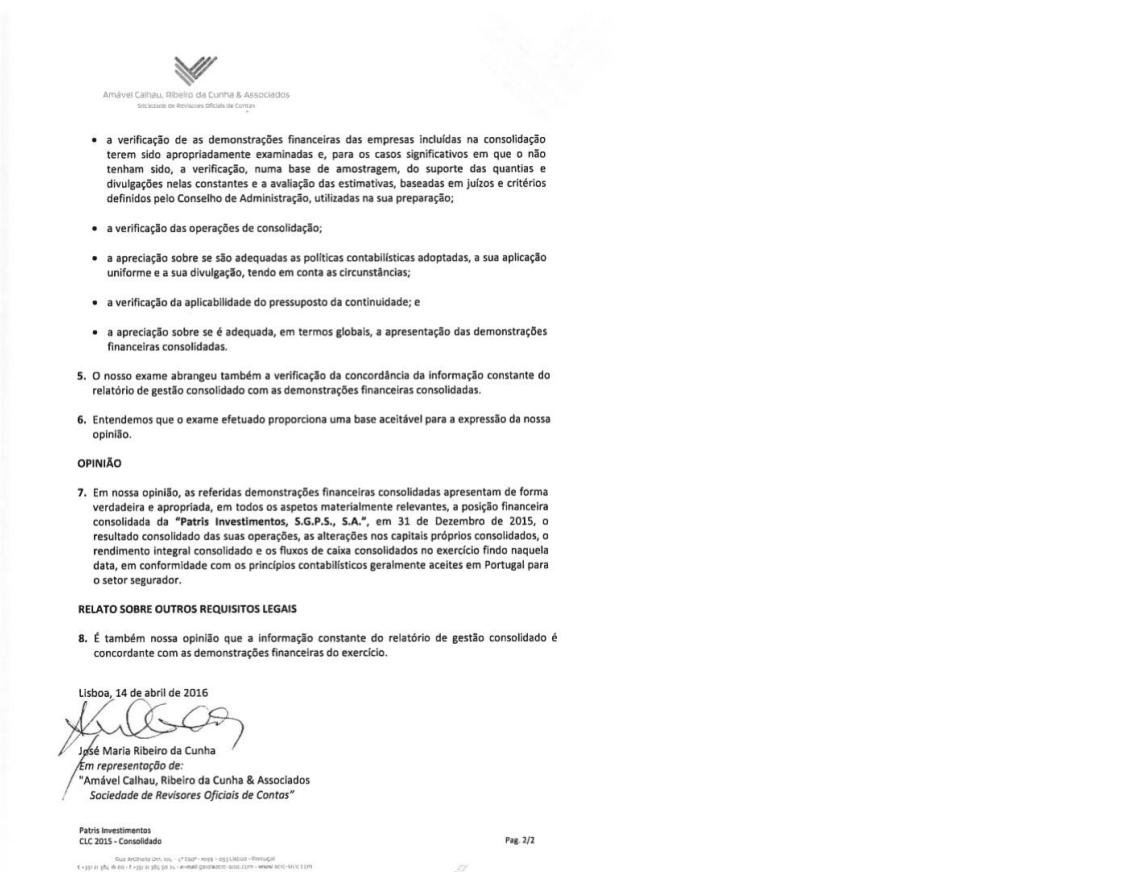 Amável Calhau, Ribeiro da Cunha & Associados
Sociedade de Revisores Oficiais de Contas
• a verificação de as demonstrações financeiras das empresas incluídas na consolidação
terem sido apropriadamente examinadas e, para os casos significativos em que o não
tenham sido, a verificação, numa base de amostragem, do suporte das quantias e
divulgações nelas constantes e a avaliação das estimativas, baseadas em juízos e critérios
definidos pelo Conselho de Administração, utilizadas na sua preparação;
• a verificação das operações de consolidação;
• a apreciação sobre se são adequadas as políticas contabilísticas adoptadas, a sua aplicação
uniforme e a sua divulgação, tendo em conta as circunstâncias;
• a verificação da aplicabilidade do pressuposto da continuidade; e
• a apreciação sobre se é adequada, em termos globais, a apresentação das demonstrações
financeiras consolidadas.
5. O nosso exame abrangeu também a verificação da concordância da informação constante do
relatório de gestão consolidado com as demonstrações financeiras consolidadas.
6. Entendemos que o exame efetuado proporciona uma base aceitável para a expressão da nossa
opinião.
OPINIÃO
7. Em nossa opinião, as referidas demonstrações financeiras consolidadas apresentam de forma
verdadeira e apropriada, em todos os aspetos materialmente relevantes, a posição financeira
consolidada da "Patris Investimentos, S.G.P.S., S.A.", em 31 de Dezembro de 2015, o
resultado consolidado das suas operações, as alterações nos capitais próprios consolidados, o
rendimento integral consolidado e os fluxos de caixa consolidados no exercício findo naquela
data, em conformidade com os princípios contabilísticos geralmente aceites em Portugal para
o setor segurador.
RELATO SOBRE OUTROS REQUISITOS LEGAIS
8. É também nossa opinião que a informação constante do relatório de gestão consolidado é
concordante com as demonstrações financeiras do exercício.
Lisboa, 14 de abril de 2016
José Maria Ribeiro da Cunha
Em representação de:
"Amável Calhau, Ribeiro da Cunha & Associados
Sociedade de Revisores Oficiais de Contas"
Patris Investimentos
CLC 2015 - Consolidado
Pag. 2/2
Lisboa - Portugal